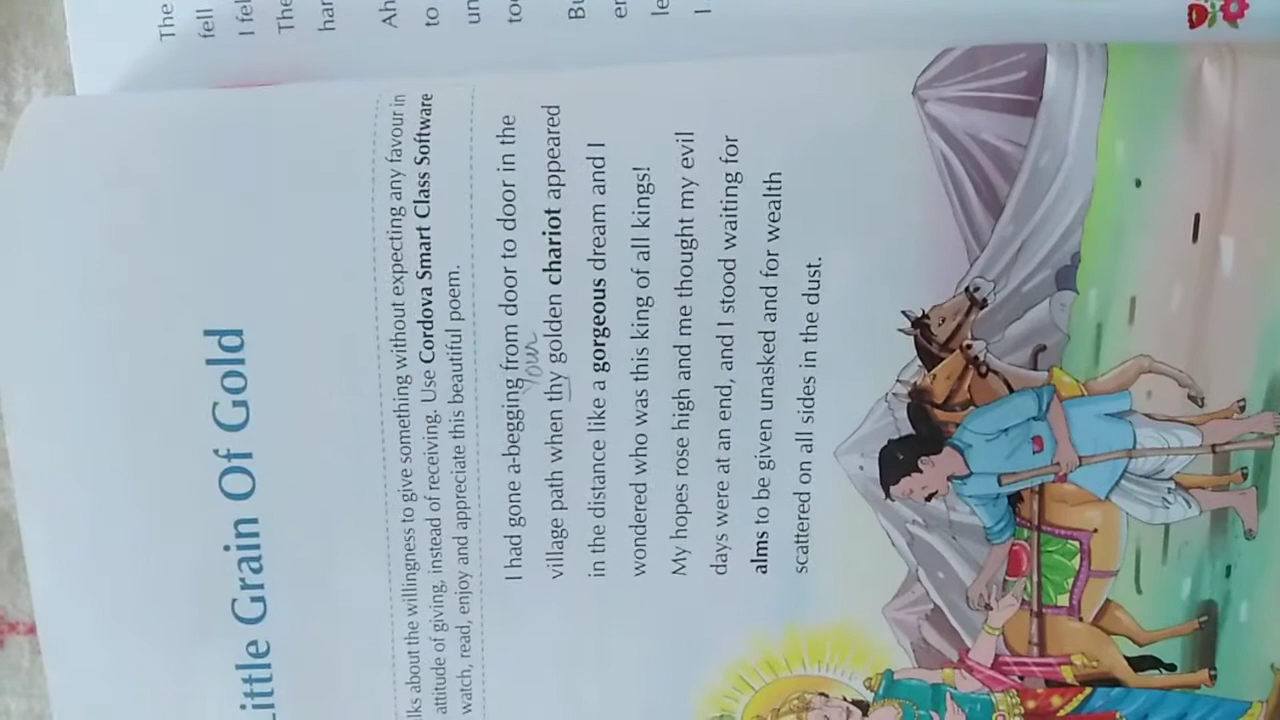 The
fell
I fel
The
har
Ah
to
un
too
Bu
er
le
I
Little Grain Of Gold
lks about the willingness to give something without expecting any favour in
attitude of giving, instead of receiving. Use Cordova Smart Class Software
watch, read, enjoy and appreciate this beautiful poem.
I had gone a-begging from door to door in the
your
village path when thy golden chariot appeared
in the distance like a gorgeous dream and I
wondered who was this king of all kings!
My hopes rose high and me thought my evil
days were at an end, and I stood waiting for
alms to be given unasked and for wealth
scattered on all sides in the dust.